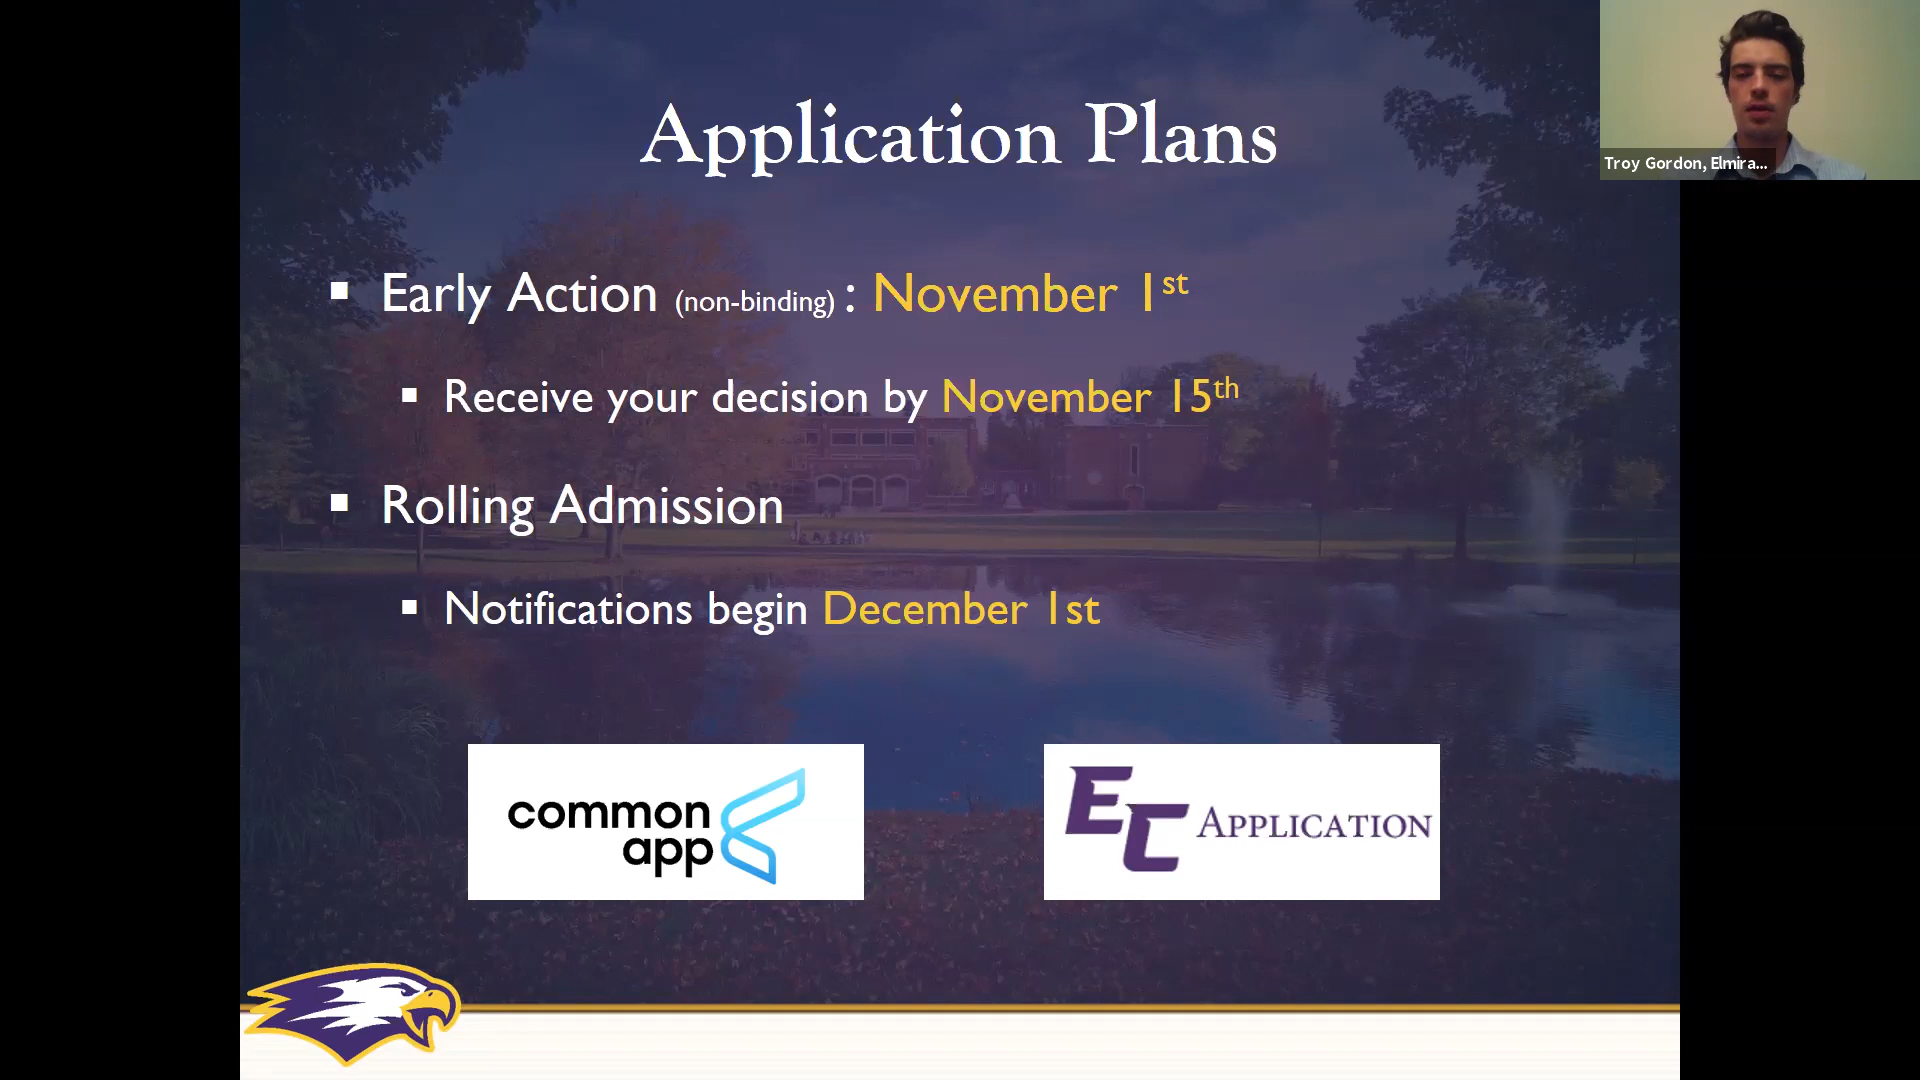 Application Plans
Troy Gordon, Elmira...
▪ Early Action (non-binding) : November 1st
▪ Receive your decision by November 15th
▪ Rolling Admission
▪ Notifications begin December 1st
common
app
EC APPLICATION